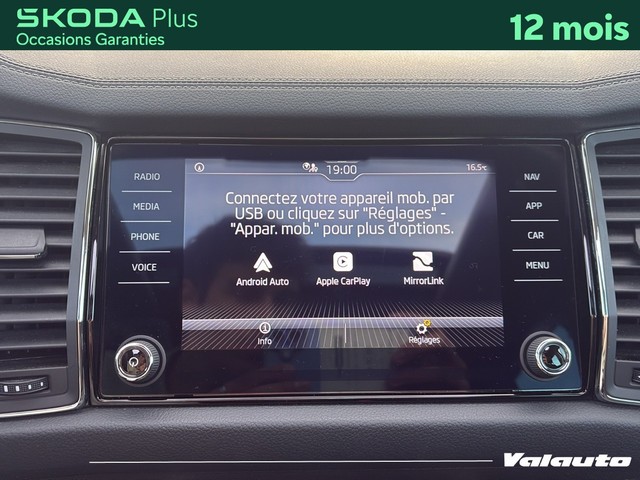 ŠKODA Plus
Occasions Garanties
12 mois
19:00
16.5°C
RADIO
MEDIA
PHONE
VOICE
Connectez votre appareil mob. par
USB ou cliquez sur "Réglages" -
"Appar. mob." pour plus d'options.
Android Auto
Apple CarPlay
MirrorLink
Info
Réglages
NAV
APP
CAR
MENU
Valauto